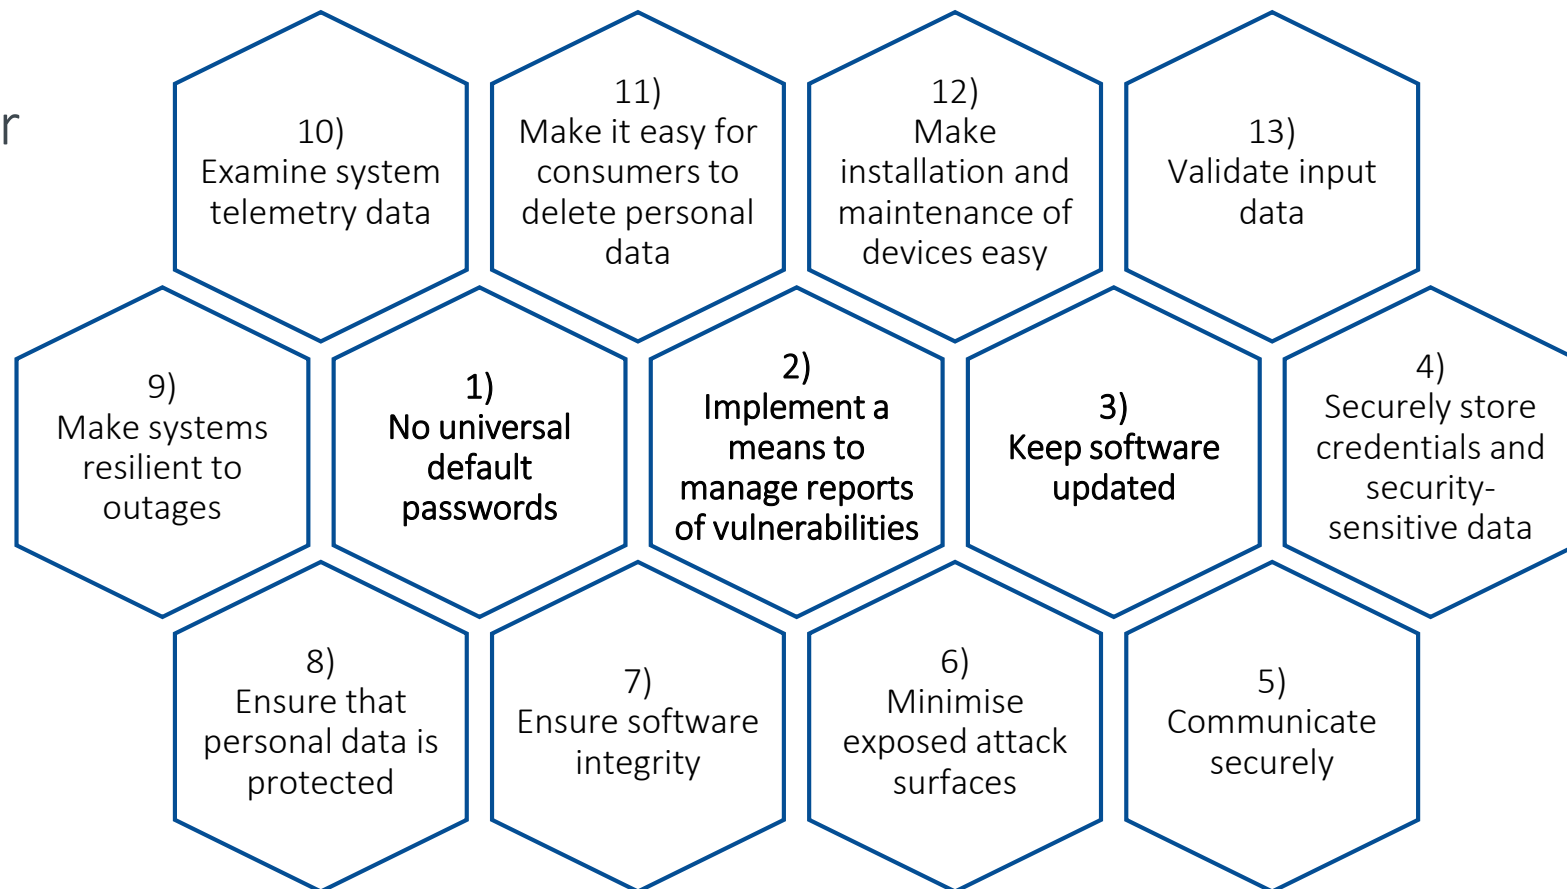 r
10)
Examine system
telemetry data
11)
Make it easy for
consumers to
delete personal
data
12)
Make
installation and
maintenance of
devices easy
13)
Validate input
data
9)
Make systems
resilient to
outages
1)
No universal
default
passwords
2)
Implement a
means to
manage reports
of vulnerabilities
3)
Keep software
updated
4)
Securely store
credentials and
security-
sensitive data
8)
Ensure that
personal data is
protected
7)
Ensure software
integrity
6)
Minimise
exposed attack
surfaces
5)
Communicate
securely